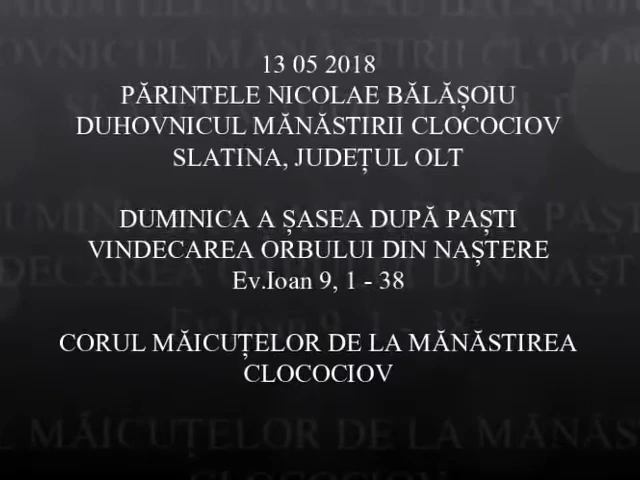 13 05 2018
PĂRINTELE NICOLAE BĂLĂȘOIU
DUHOVNICUL MĂNĂSTIRII CLOCOCIOV
SLATINA, JUDEȚUL OLT
DUMINICA A ȘASEA DUPĂ PAȘTI
VINDECAREA ORBULUI DIN NAȘTERE
Ev.Ioan 9, 1 - 38
CORUL MĂICUȚELOR DE LA MĂNĂSTIREA
CLOCOCIOV